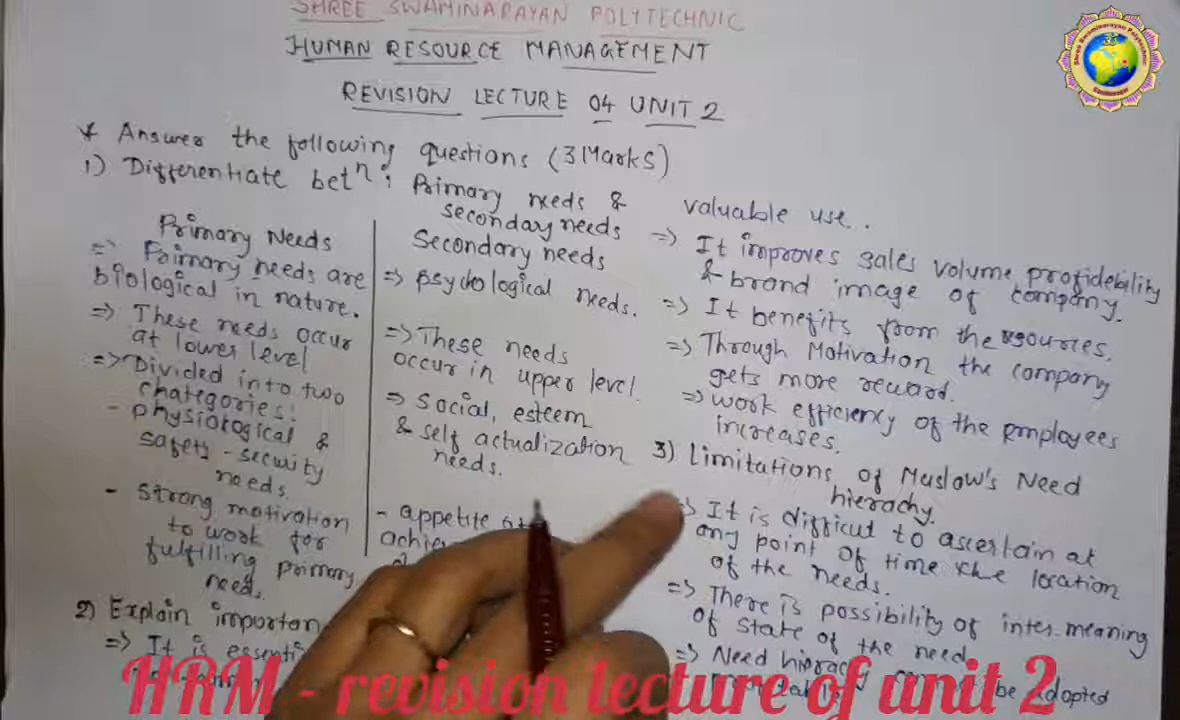 SHREE SWAMINARAYAN POLYTECHNIC
HUMAN RESOURCE MANAGEMENT
REVISION LECTURE 04 UNIT 2
* Answer the following questions (3 Marks)
1) Differentiate betn : Primary needs &
secondary needs
Primary Needs
=> Primary needs are
biological in nature.
=> These needs occur
at lower level
=> Divided into two
chategories:
- physiological &
safety - security
needs.
- strong motivation
to work for
fulfilling primary
needs.
Secondary needs
=> psychological needs.
=> These needs
occur in upper level.
=> social, esteem
& self actualization
needs.
- appetite
2) Explain
=> It is
valuable use.
=> It improves sales volume, profidebility
& brand image of company.
=> It benefits from the resources.
=> Through Motivation the company
gets more reward.
=> work efficiency of the employees
increases.
3) Limitations of Maslow's Need
hierachy.
=> It is difficut to ascertain at
any point of time the location
of the needs.
=> There is possibility of inter-meaning
of state of the need
=> Need be adopted
HRM - revision lecture of unit 2
Shree Swaminarayan Polytechnic